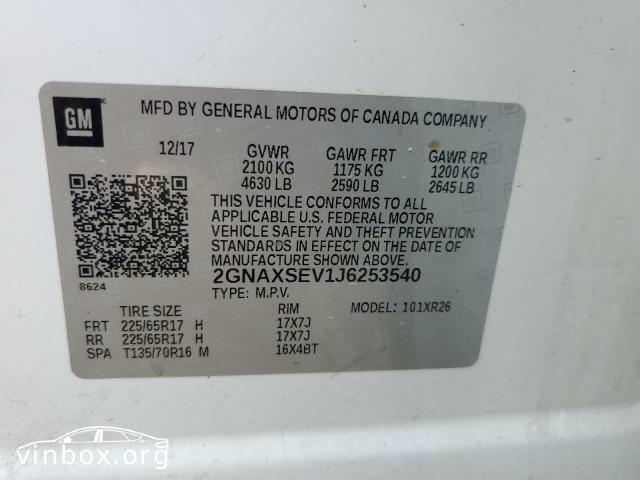 GM
MFD BY GENERAL MOTORS OF CANADA COMPANY
12/17 GVWR GAWR FRT GAWR RR
2100 KG 1175 KG 1200 KG
4630 LB 2590 LB 2645 LB
THIS VEHICLE CONFORMS TO ALL
APPLICABLE U.S. FEDERAL MOTOR
VEHICLE SAFETY, BUMPER, AND THEFT
PREVENTION STANDARDS IN
EFFECT ON THE DATE OF
MANUFACTURE SHOWN ABOVE.
8624
2GNAXSEV1J6253540
TYPE: M.P.V. MODEL: 101XR26
TIRE SIZE RIM
FRT 225/65R17 H 17X7J
RR 225/65R17 H 17X7J
SPA T135/70R16 M 16X4BT
vinbox.org